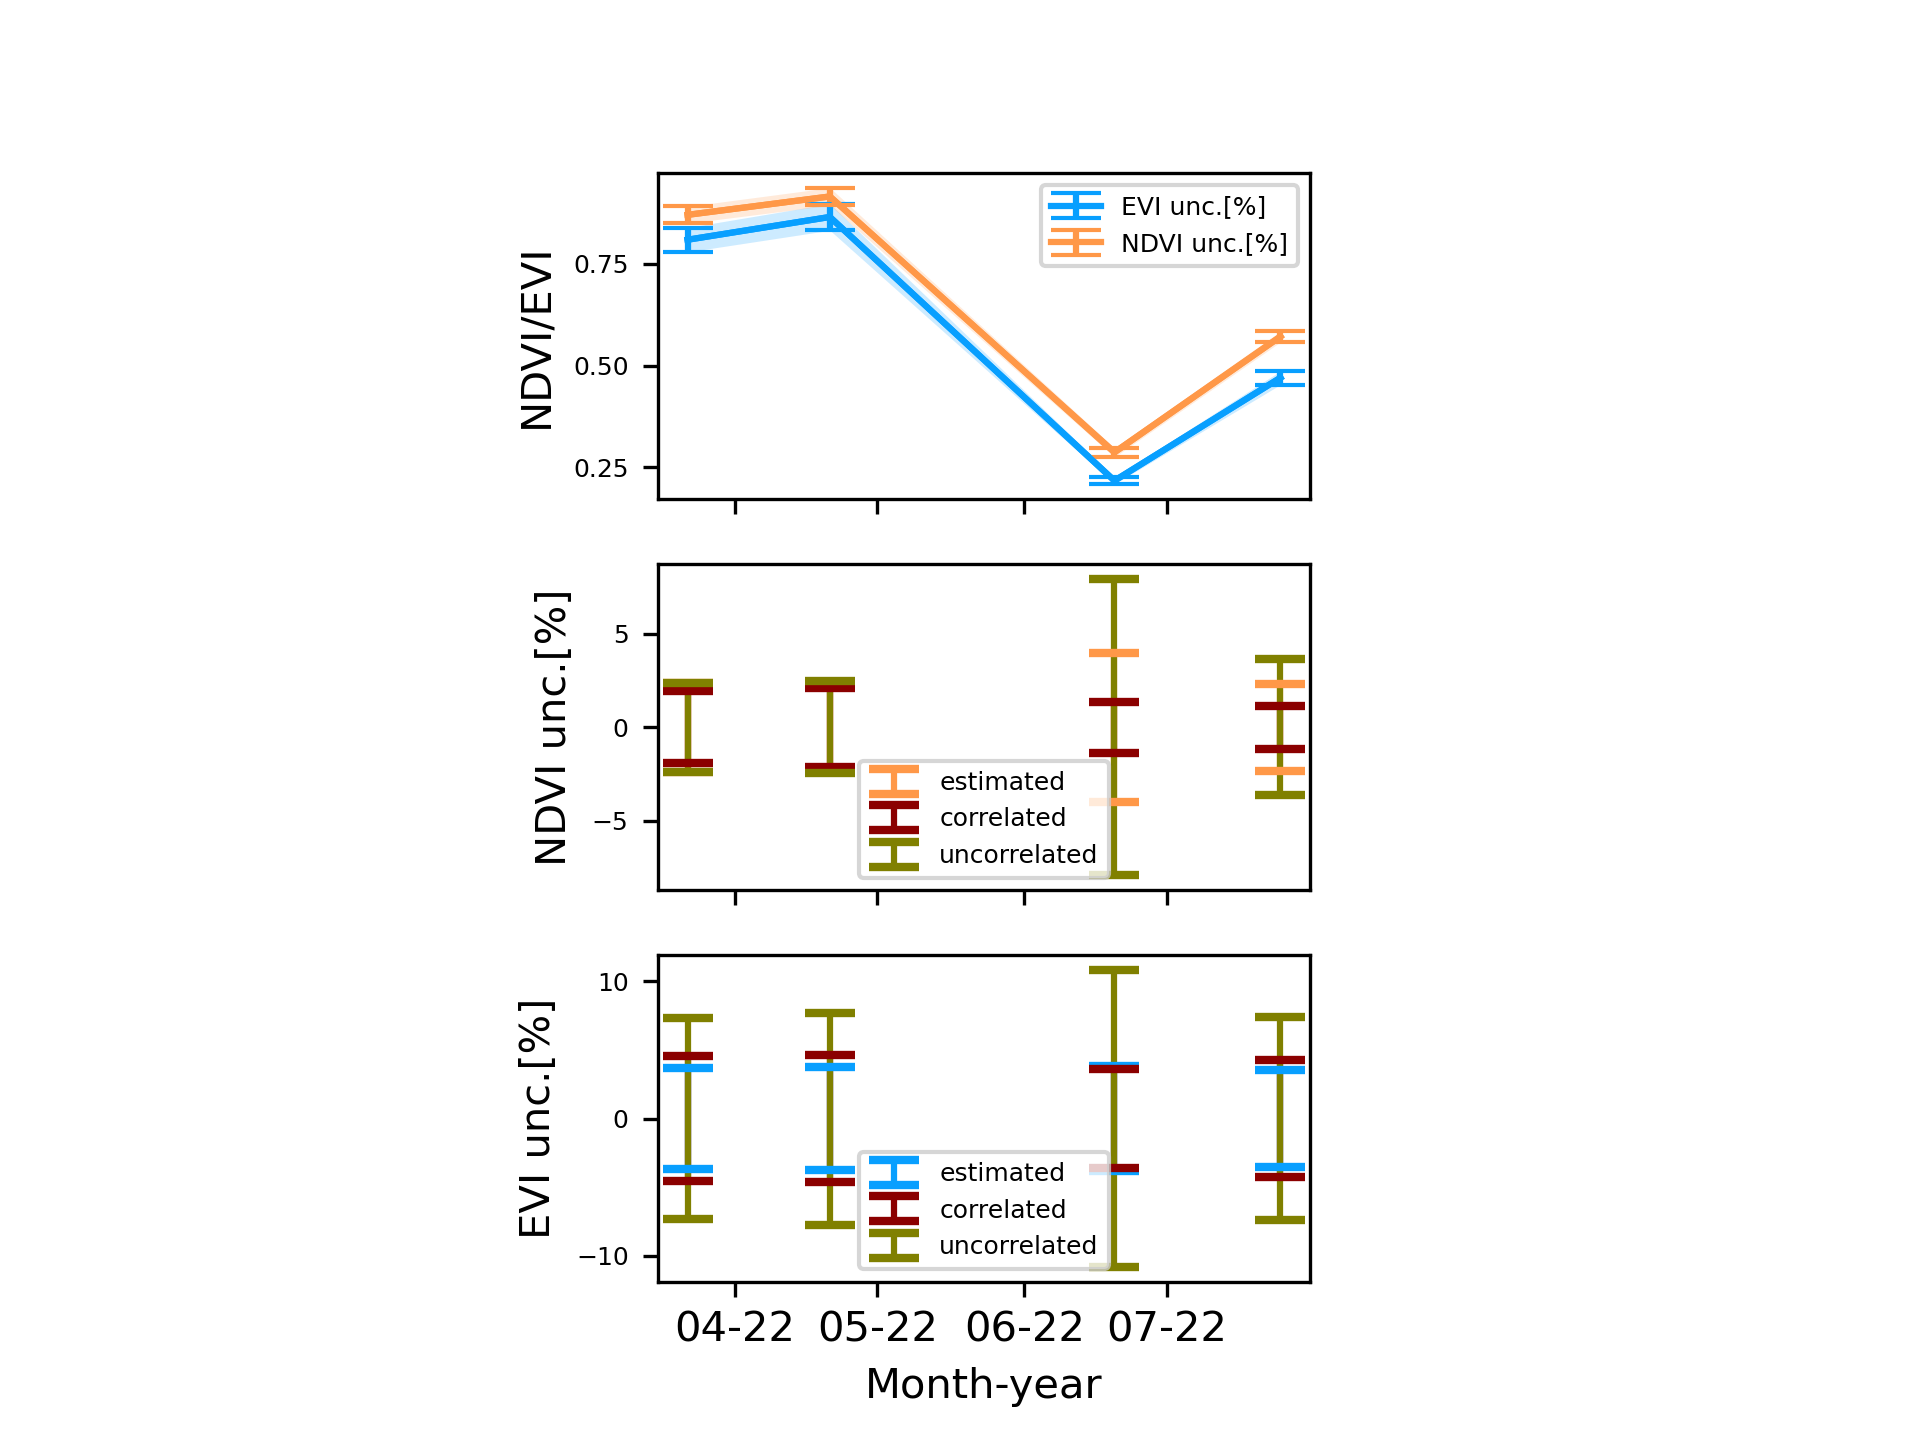 NDVI/EVI
0.75
0.50
0.25
EVI unc.[%]
NDVI unc.[%]
NDVI unc.[%]
5
0
−5
estimated
correlated
uncorrelated
EVI unc.[%]
10
0
−10
estimated
correlated
uncorrelated
04-22 05-22 06-22 07-22
Month-year